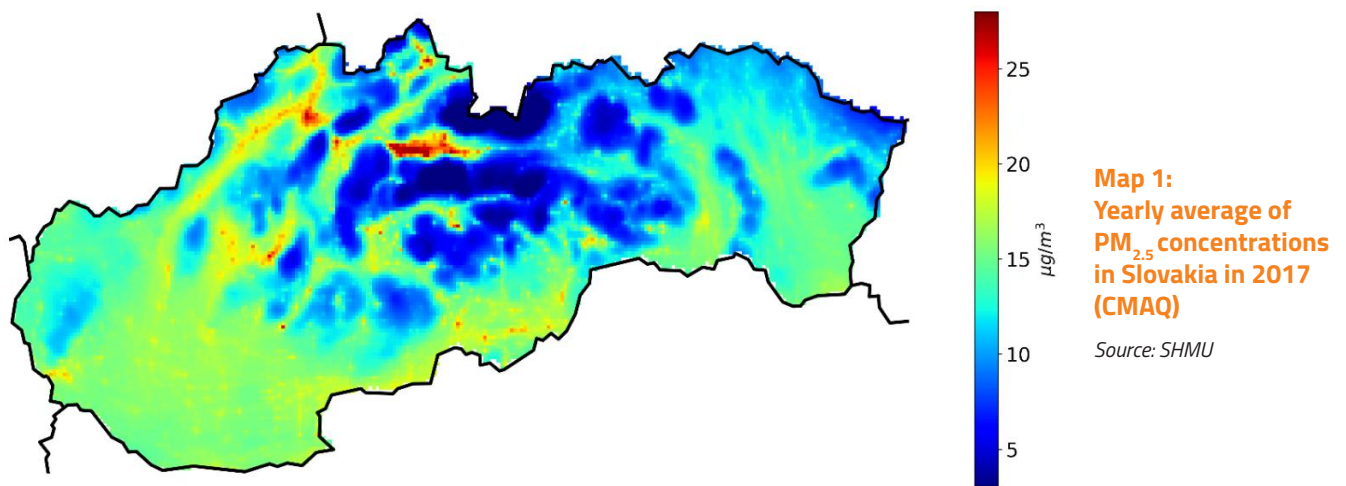 25
20
15
10
5
μg/m³
Map 1:
Yearly average of
PM₂.₅ concentrations
in Slovakia in 2017
(CMAQ)
Source: SHMU